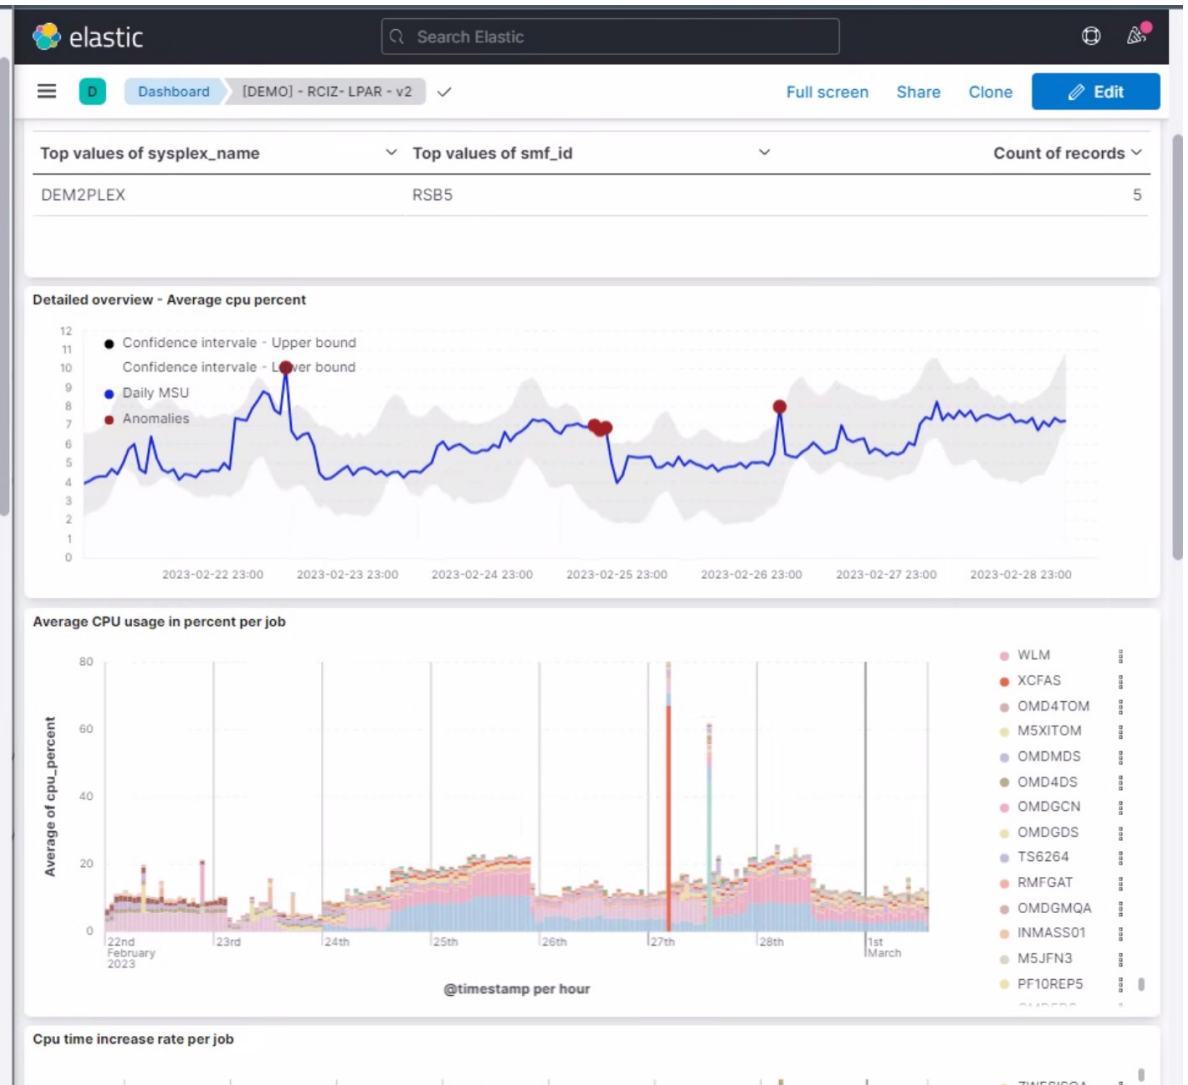 elastic
Search Elastic
D
Dashboard
[DEMO] - RCIZ- LPAR - v2
Full screen
Share
Clone
Edit
Top values of sysplex_name
Top values of smf_id
Count of records
DEM2PLEX
RSB5
5
Detailed overview - Average cpu percent
12
11
10
9
8
7
6
5
4
3
2
1
0
Confidence intervale - Upper bound
Confidence intervale - Lower bound
Daily MSU
Anomalies
2023-02-22 23:00
2023-02-23 23:00
2023-02-24 23:00
2023-02-25 23:00
2023-02-26 23:00
2023-02-27 23:00
2023-02-28 23:00
Average CPU usage in percent per job
Average of cpu_percent
80
60
40
20
0
22nd
February
2023
23rd
24th
25th
26th
27th
28th
1st
March
@timestamp per hour
WLM
XCFAS
OMD4TOM
M5XITOM
OMDMDS
OMD4DS
OMDGCN
OMDGDS
TS6264
RMFGAT
OMDGMQA
INMASS01
M5JFN3
PF10REP5
Cpu time increase rate per job